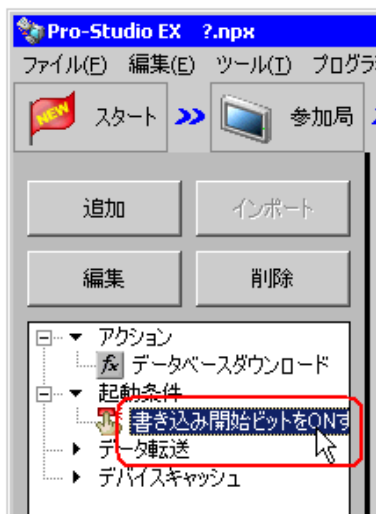 Pro-Studio EX ?.npx
ファイル(F) 編集(E) ツール(T) プログラ
NEW スタート 参加局
追加 インポート
編集 削除
アクション
fx データベースダウンロード
起動条件
書き込み開始ビットをONす
データ転送
デバイスキャッシュ